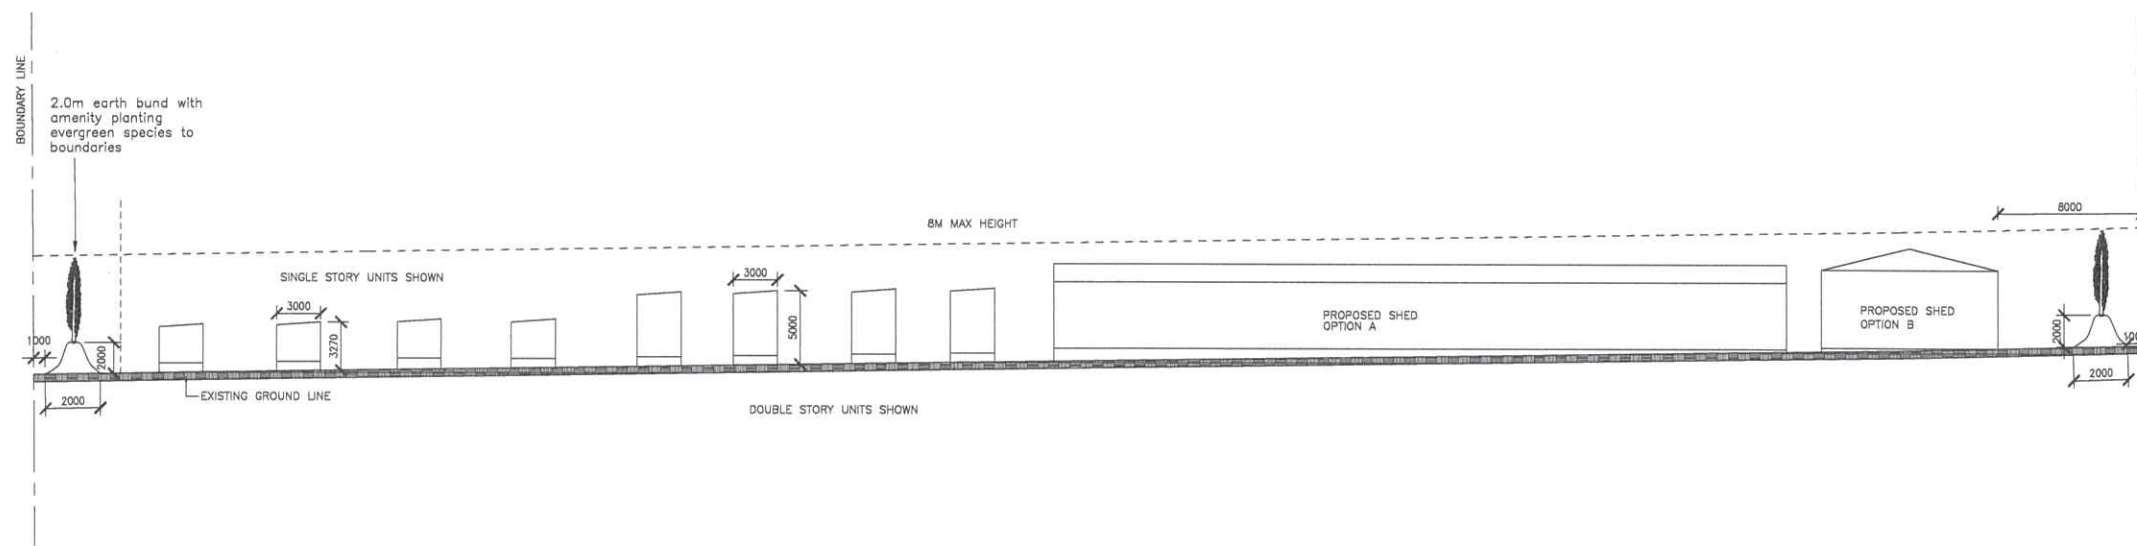 BOUNDARY LINE
2.0m earth bund with
amenity planting
evergreen species to
boundaries
8M MAX HEIGHT
8000
SINGLE STORY UNITS SHOWN
3000
3000
3270
5000
PROPOSED SHED
OPTION A
PROPOSED SHED
OPTION B
1000
2000
2000
2000
100
2000
EXISTING GROUND LINE
DOUBLE STORY UNITS SHOWN